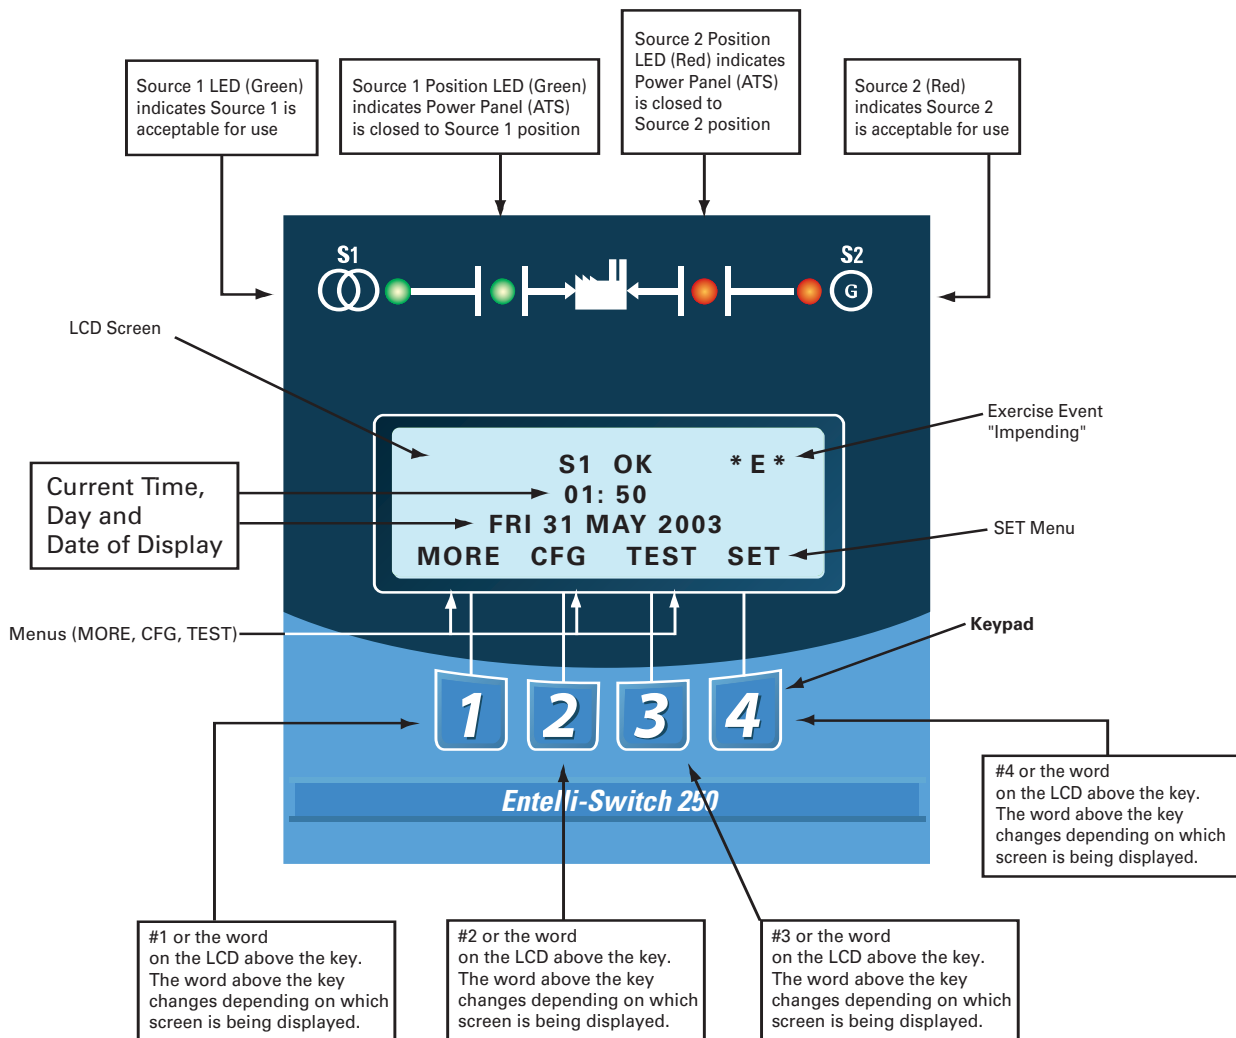 Source 1 LED (Green)
indicates Source 1 is
acceptable for use
Source 1 Position LED (Green)
indicates Power Panel (ATS)
is closed to Source 1 position
Source 2 Position
LED (Red) indicates
Power Panel (ATS)
is closed to
Source 2 position
Source 2 (Red)
indicates Source 2
is acceptable for use
S1
S2
G
LCD Screen
Exercise Event
"Impending"
S1 OK *E*
01: 50
FRI 31 MAY 2003
MORE CFG TEST SET
Current Time,
Day and
Date of Display
SET Menu
Menus (MORE, CFG, TEST)
Keypad
1 2 3 4
Entelli-Switch 250
#4 or the word
on the LCD above the key.
The word above the key
changes depending on which
screen is being displayed.
#1 or the word
on the LCD above the key.
The word above the key
changes depending on which
screen is being displayed.
#2 or the word
on the LCD above the key.
The word above the key
changes depending on which
screen is being displayed.
#3 or the word
on the LCD above the key.
The word above the key
changes depending on which
screen is being displayed.